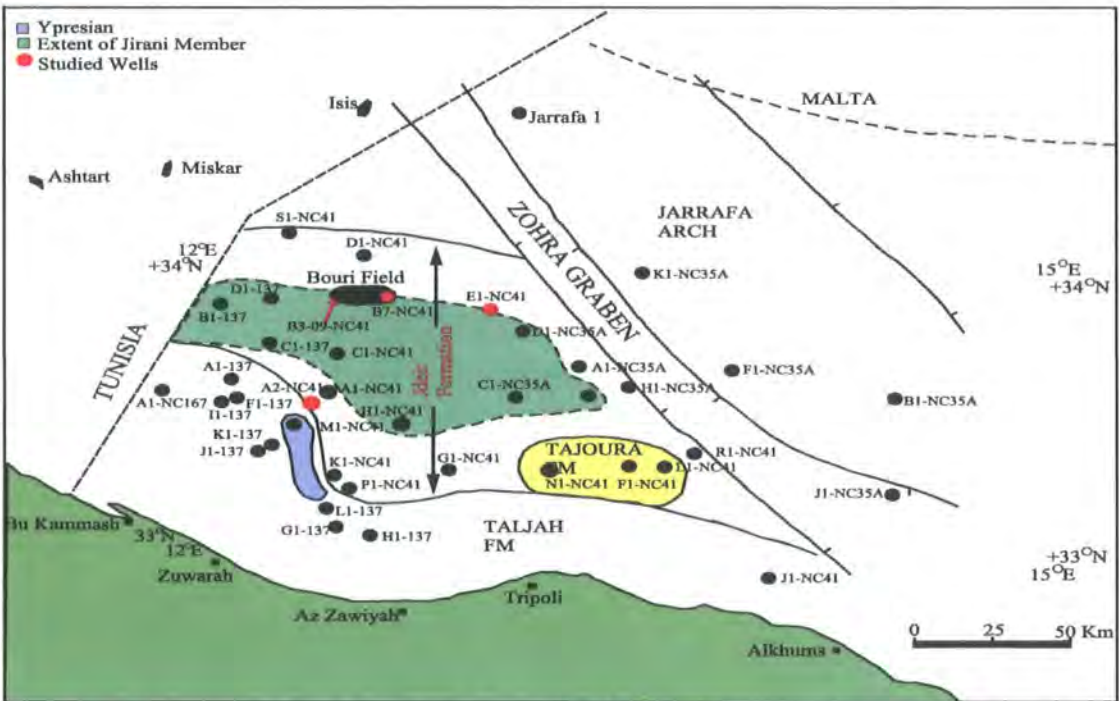 Ypresian
Extent of Jirani Member
Studied Wells
MALTA
Isis
Jarrafa 1
Miskar
Ashtart
JARRAFA
ARCH
ZOHRA GRABEN
S1-NC41
12°E
+34°N
D1-NC41
Bouri Field
K1-NC35A
15°E
+34°N
D1-137
E1-NC41
B1-137
B7-NC41
B3-09-NC41
D1-NC35A
C1-137
C1-NC41
TUNISIA
Formation
A1-137
A1-NC35A
F1-NC35A
A2-NC41
A1-NC41
C1-NC35A
H1-NC35A
A1-NC167
F1-137
B1-NC35A
I1-137
H1-NC41
M1-NC41
K1-137
J1-137
TAJOURA
FM
R1-NC41
G1-NC41
L1-NC41
K1-NC41
N1-NC41
F1-NC41
P1-NC41
J1-NC35A
L1-137
Bu Kammash
G1-137
H1-137
TALJAH
FM
33°N
12°E
Zuwarah
+33°N
15°E
J1-NC41
Tripoli
Az Zawiyah
0 25 50 Km
Alkhums